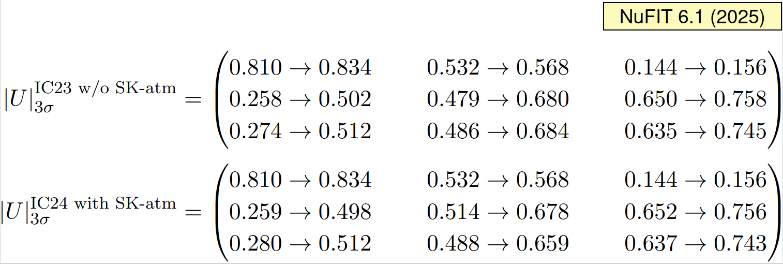 NuFIT 6.1 (2025)
|U|^{IC23 w/o SK-atm}_{3σ} = (0.810 → 0.834 0.532 → 0.568 0.144 → 0.156
0.258 → 0.502 0.479 → 0.680 0.650 → 0.758
0.274 → 0.512 0.486 → 0.684 0.635 → 0.745)
|U|^{IC24 with SK-atm}_{3σ} = (0.810 → 0.834 0.532 → 0.568 0.144 → 0.156
0.259 → 0.498 0.514 → 0.678 0.652 → 0.756
0.280 → 0.512 0.488 → 0.659 0.637 → 0.743)